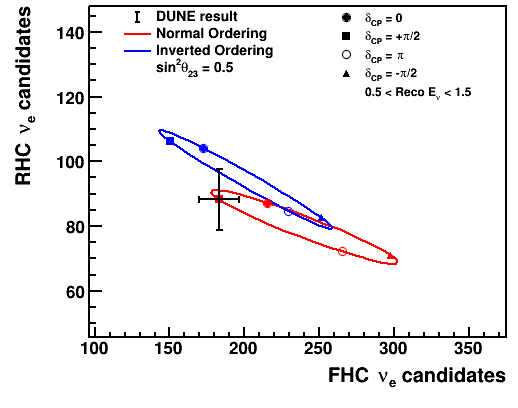 DUNE result
Normal Ordering
Inverted Ordering
sin²θ₂₃ = 0.5
δCP = 0
δCP = +π/2
δCP = π
δCP = -π/2
0.5 < Reco Eν < 1.5
RHC νe candidates
140
120
100
80
60
100 150 200 250 300 350
FHC νe candidates